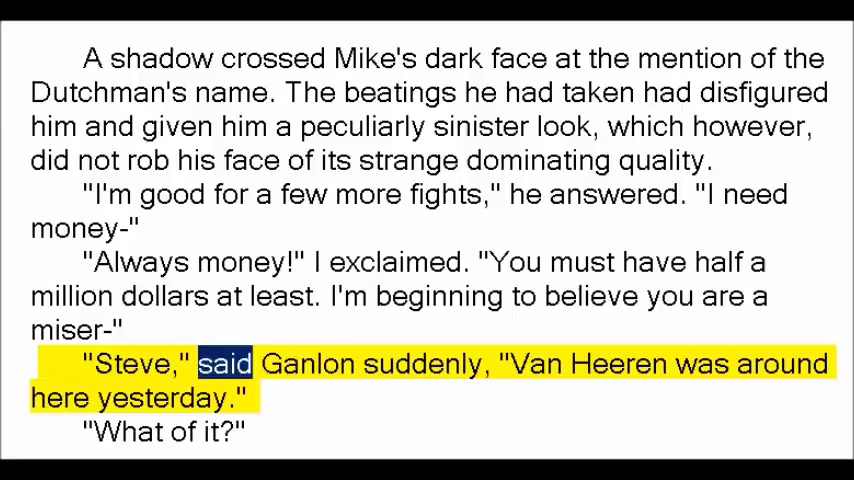 A shadow crossed Mike's dark face at the mention of the
Dutchman's name. The beatings he had taken had disfigured
him and given him a peculiarly sinister look, which however,
did not rob his face of its strange dominating quality.
"I'm good for a few more fights," he answered. "I need
money-"
"Always money!" I exclaimed. "You must have half a
million dollars at least. I'm beginning to believe you are a
miser-"
"Steve," said Ganlon suddenly, "Van Heeren was around
here yesterday."
"What of it?"